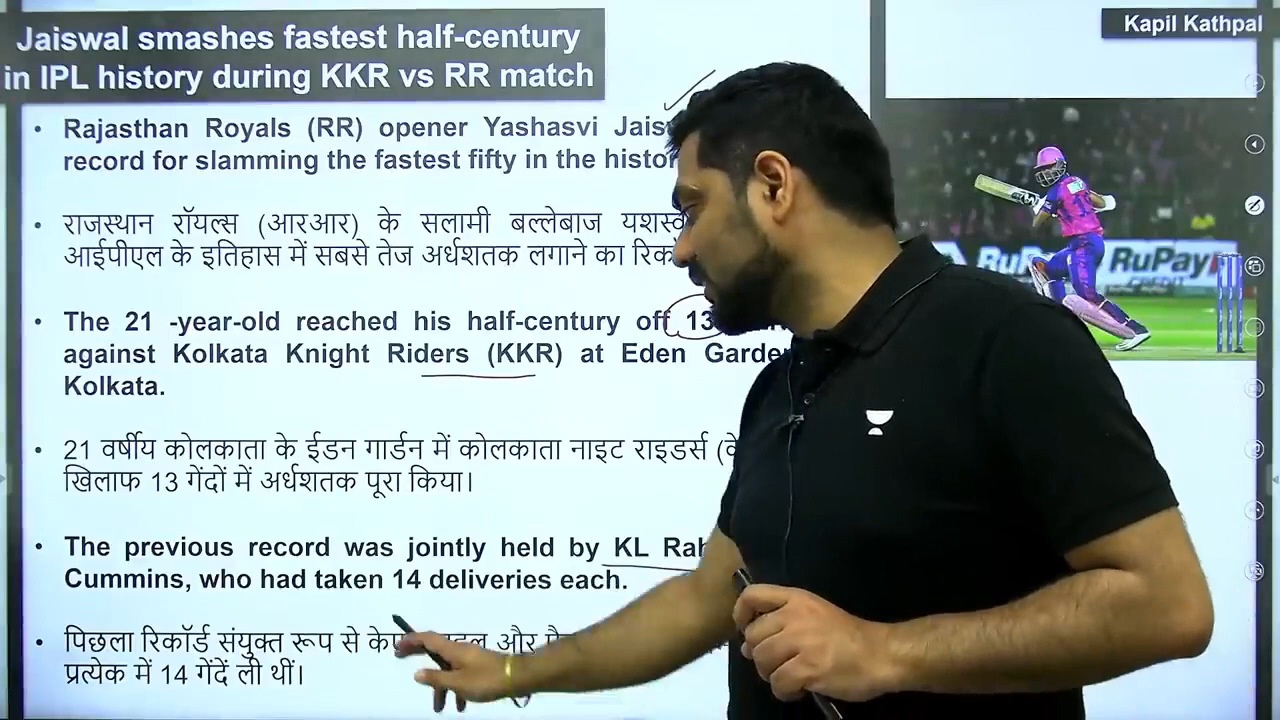 Jaiswal smashes fastest half-century
in IPL history during KKR vs RR match
Kapil Kathpal
• Rajasthan Royals (RR) opener Yashasvi
record for slamming the fastest fifty in the
• राजस्थान रॉयल्स (आरआर) के सलामी बल्लेबाज
आईपीएल के इतिहास में सबसे तेज अर्धशतक लगाने का
• The 21 -year-old reached his half-century off 13
against Kolkata Knight Riders (KKR) at Eden
Kolkata.
• 21 वर्षीय कोलकाता के ईडन गार्डन में कोलकाता नाइट राइडर्स
खिलाफ 13 गेंदों में अर्धशतक पूरा किया।
• The previous record was jointly held by KL
Cummins, who had taken 14 deliveries each.
• पिछला रिकॉर्ड संयुक्त रूप से और
प्रत्येक में 14 गेंदें ली थीं।
RuPay